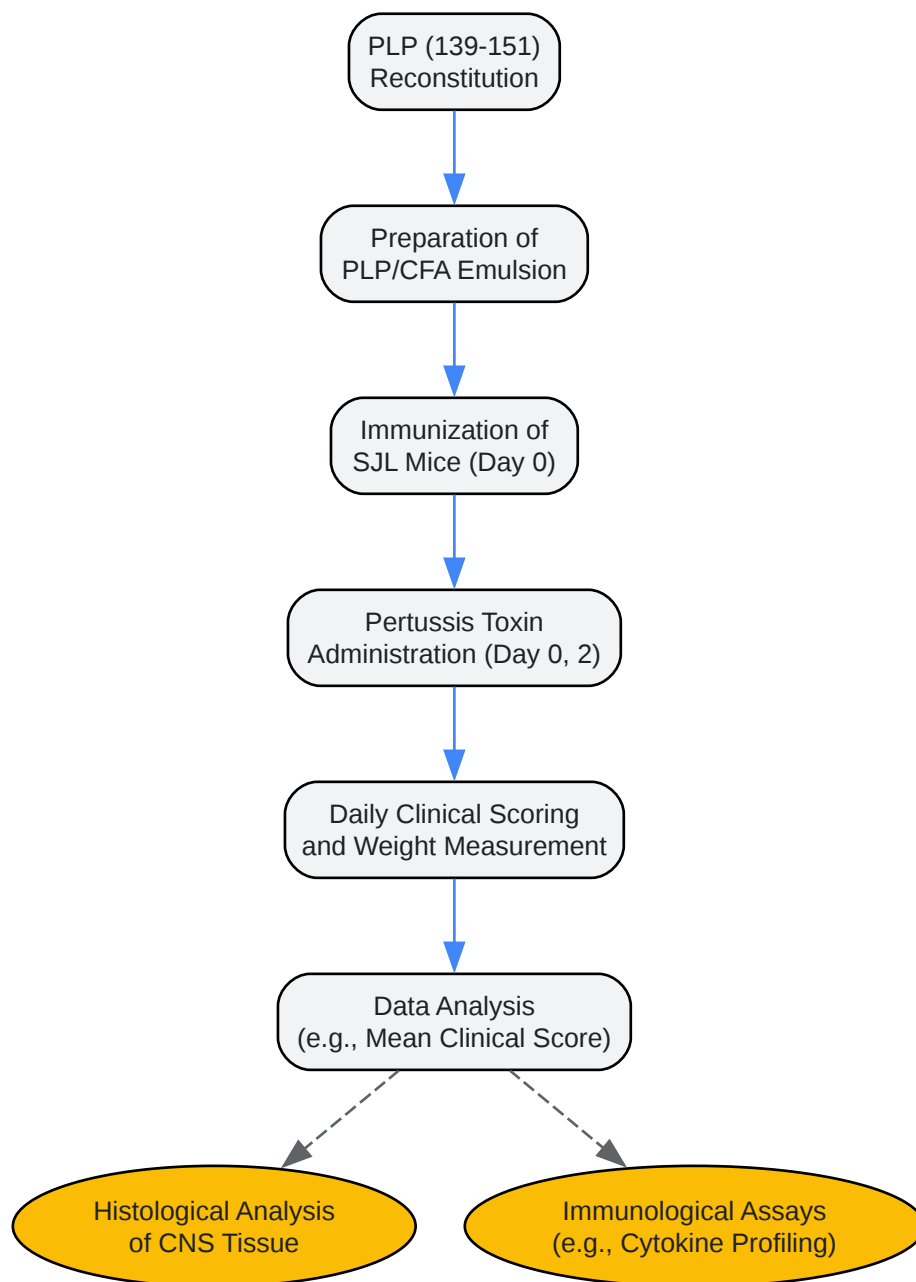 PLP (139-151)
Reconstitution
Preparation of
PLP/CFA Emulsion
Immunization of
SJL Mice (Day 0)
Pertussis Toxin
Administration (Day 0, 2)
Daily Clinical Scoring
and Weight Measurement
Data Analysis
(e.g., Mean Clinical Score)
Histological Analysis
of CNS Tissue
Immunological Assays
(e.g., Cytokine Profiling)